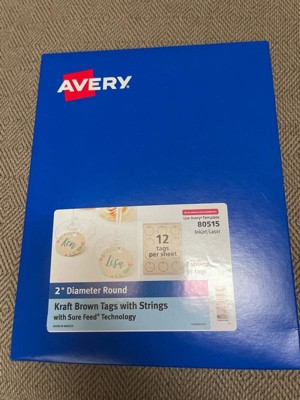 AVERY
Use Avery Template
80515
Inkjet/Laser
12
tags
per sheet
Ken
Lisa
2" Diameter Round
Kraft Brown Tags with Strings
with Sure Feed® Technology